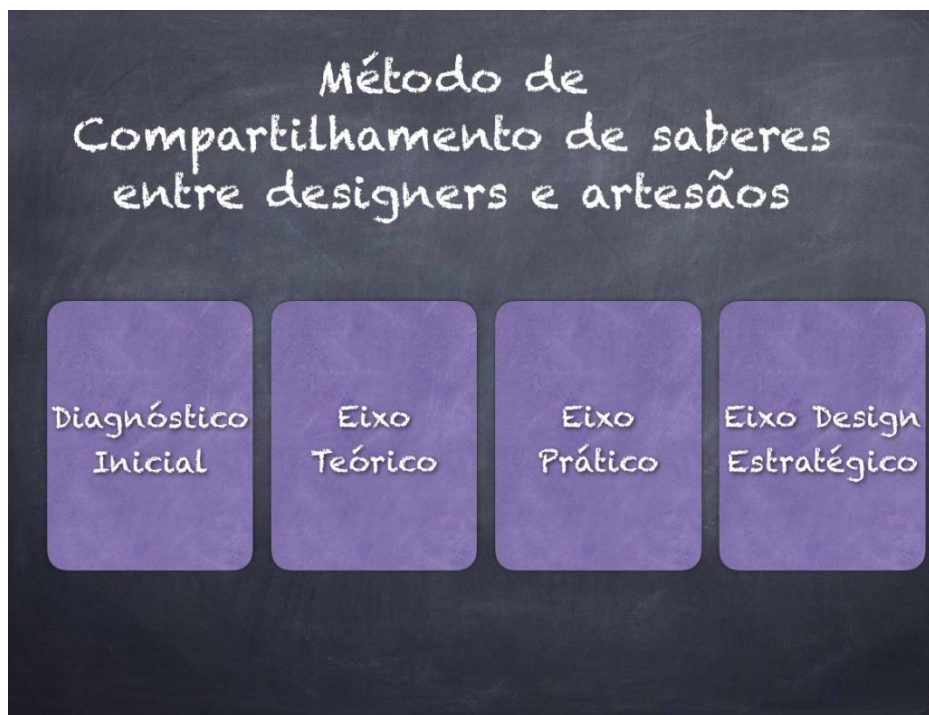 Método de
Compartilhamento de saberes
entre designers e artesãos
Diagnóstico
Inicial
Eixo
Teórico
Eixo
Prático
Eixo Design
Estratégico